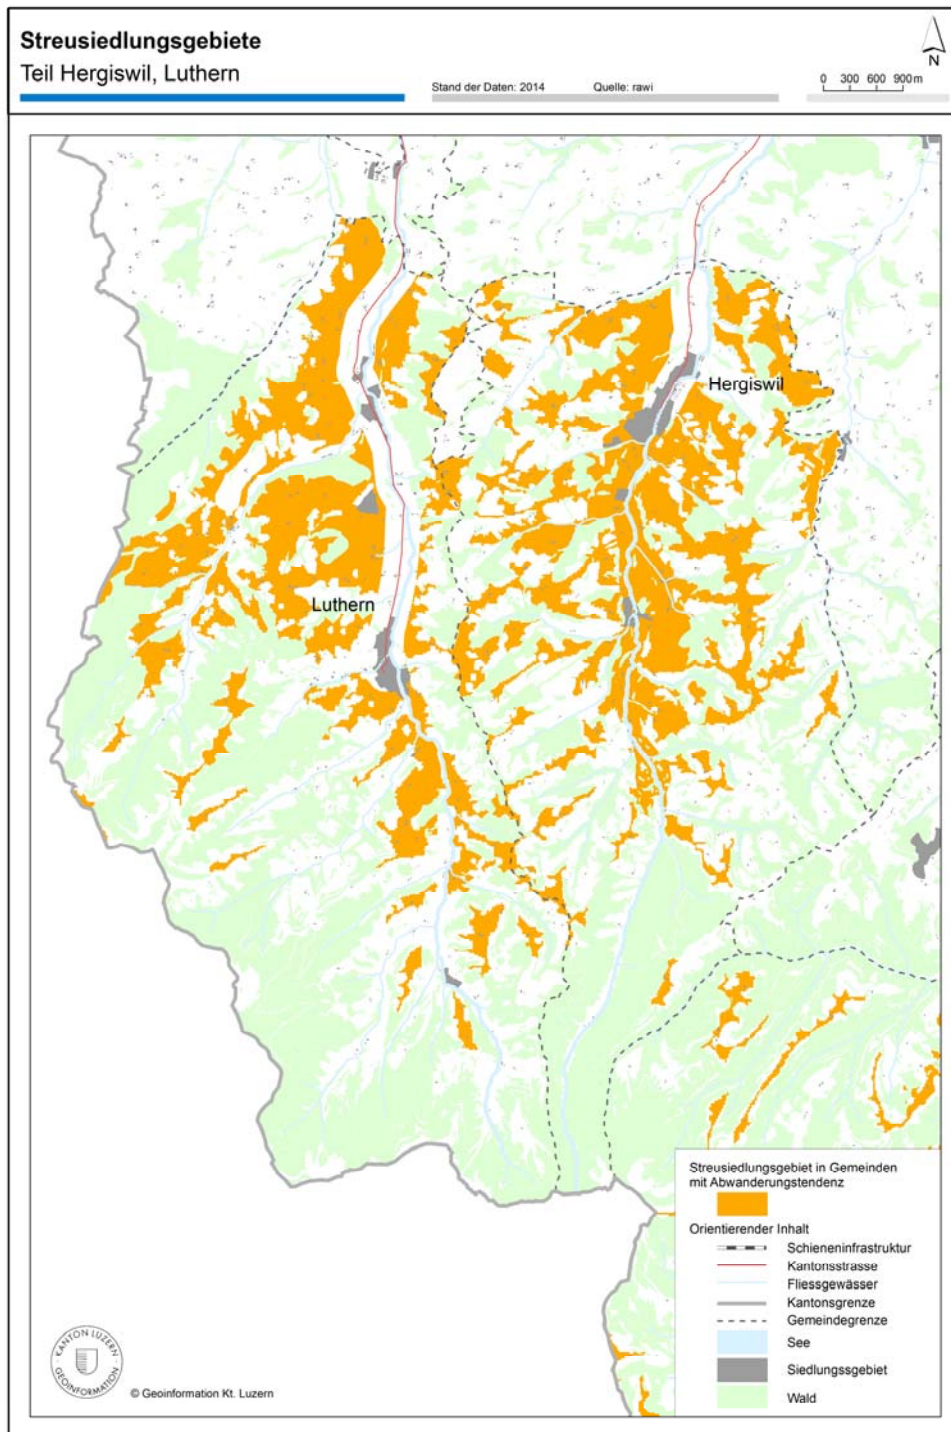 Streusiedlungsgebiete
Teil Hergiswil, Luthern
Stand der Daten: 2014 Quelle: rawi
0 300 600 900m
N
Hergiswil
Luthern
Streusiedlungsgebiet in Gemeinden
mit Abwanderungstendenz
Orientierender Inhalt
Schieneninfrastruktur
Kantonsstrasse
Fliessgewässer
Kantonsgrenze
Gemeindegrenze
See
Siedlungssgebiet
Wald
KANTON LUZERN
GEOINFORMATION
© Geoinformation Kt. Luzern